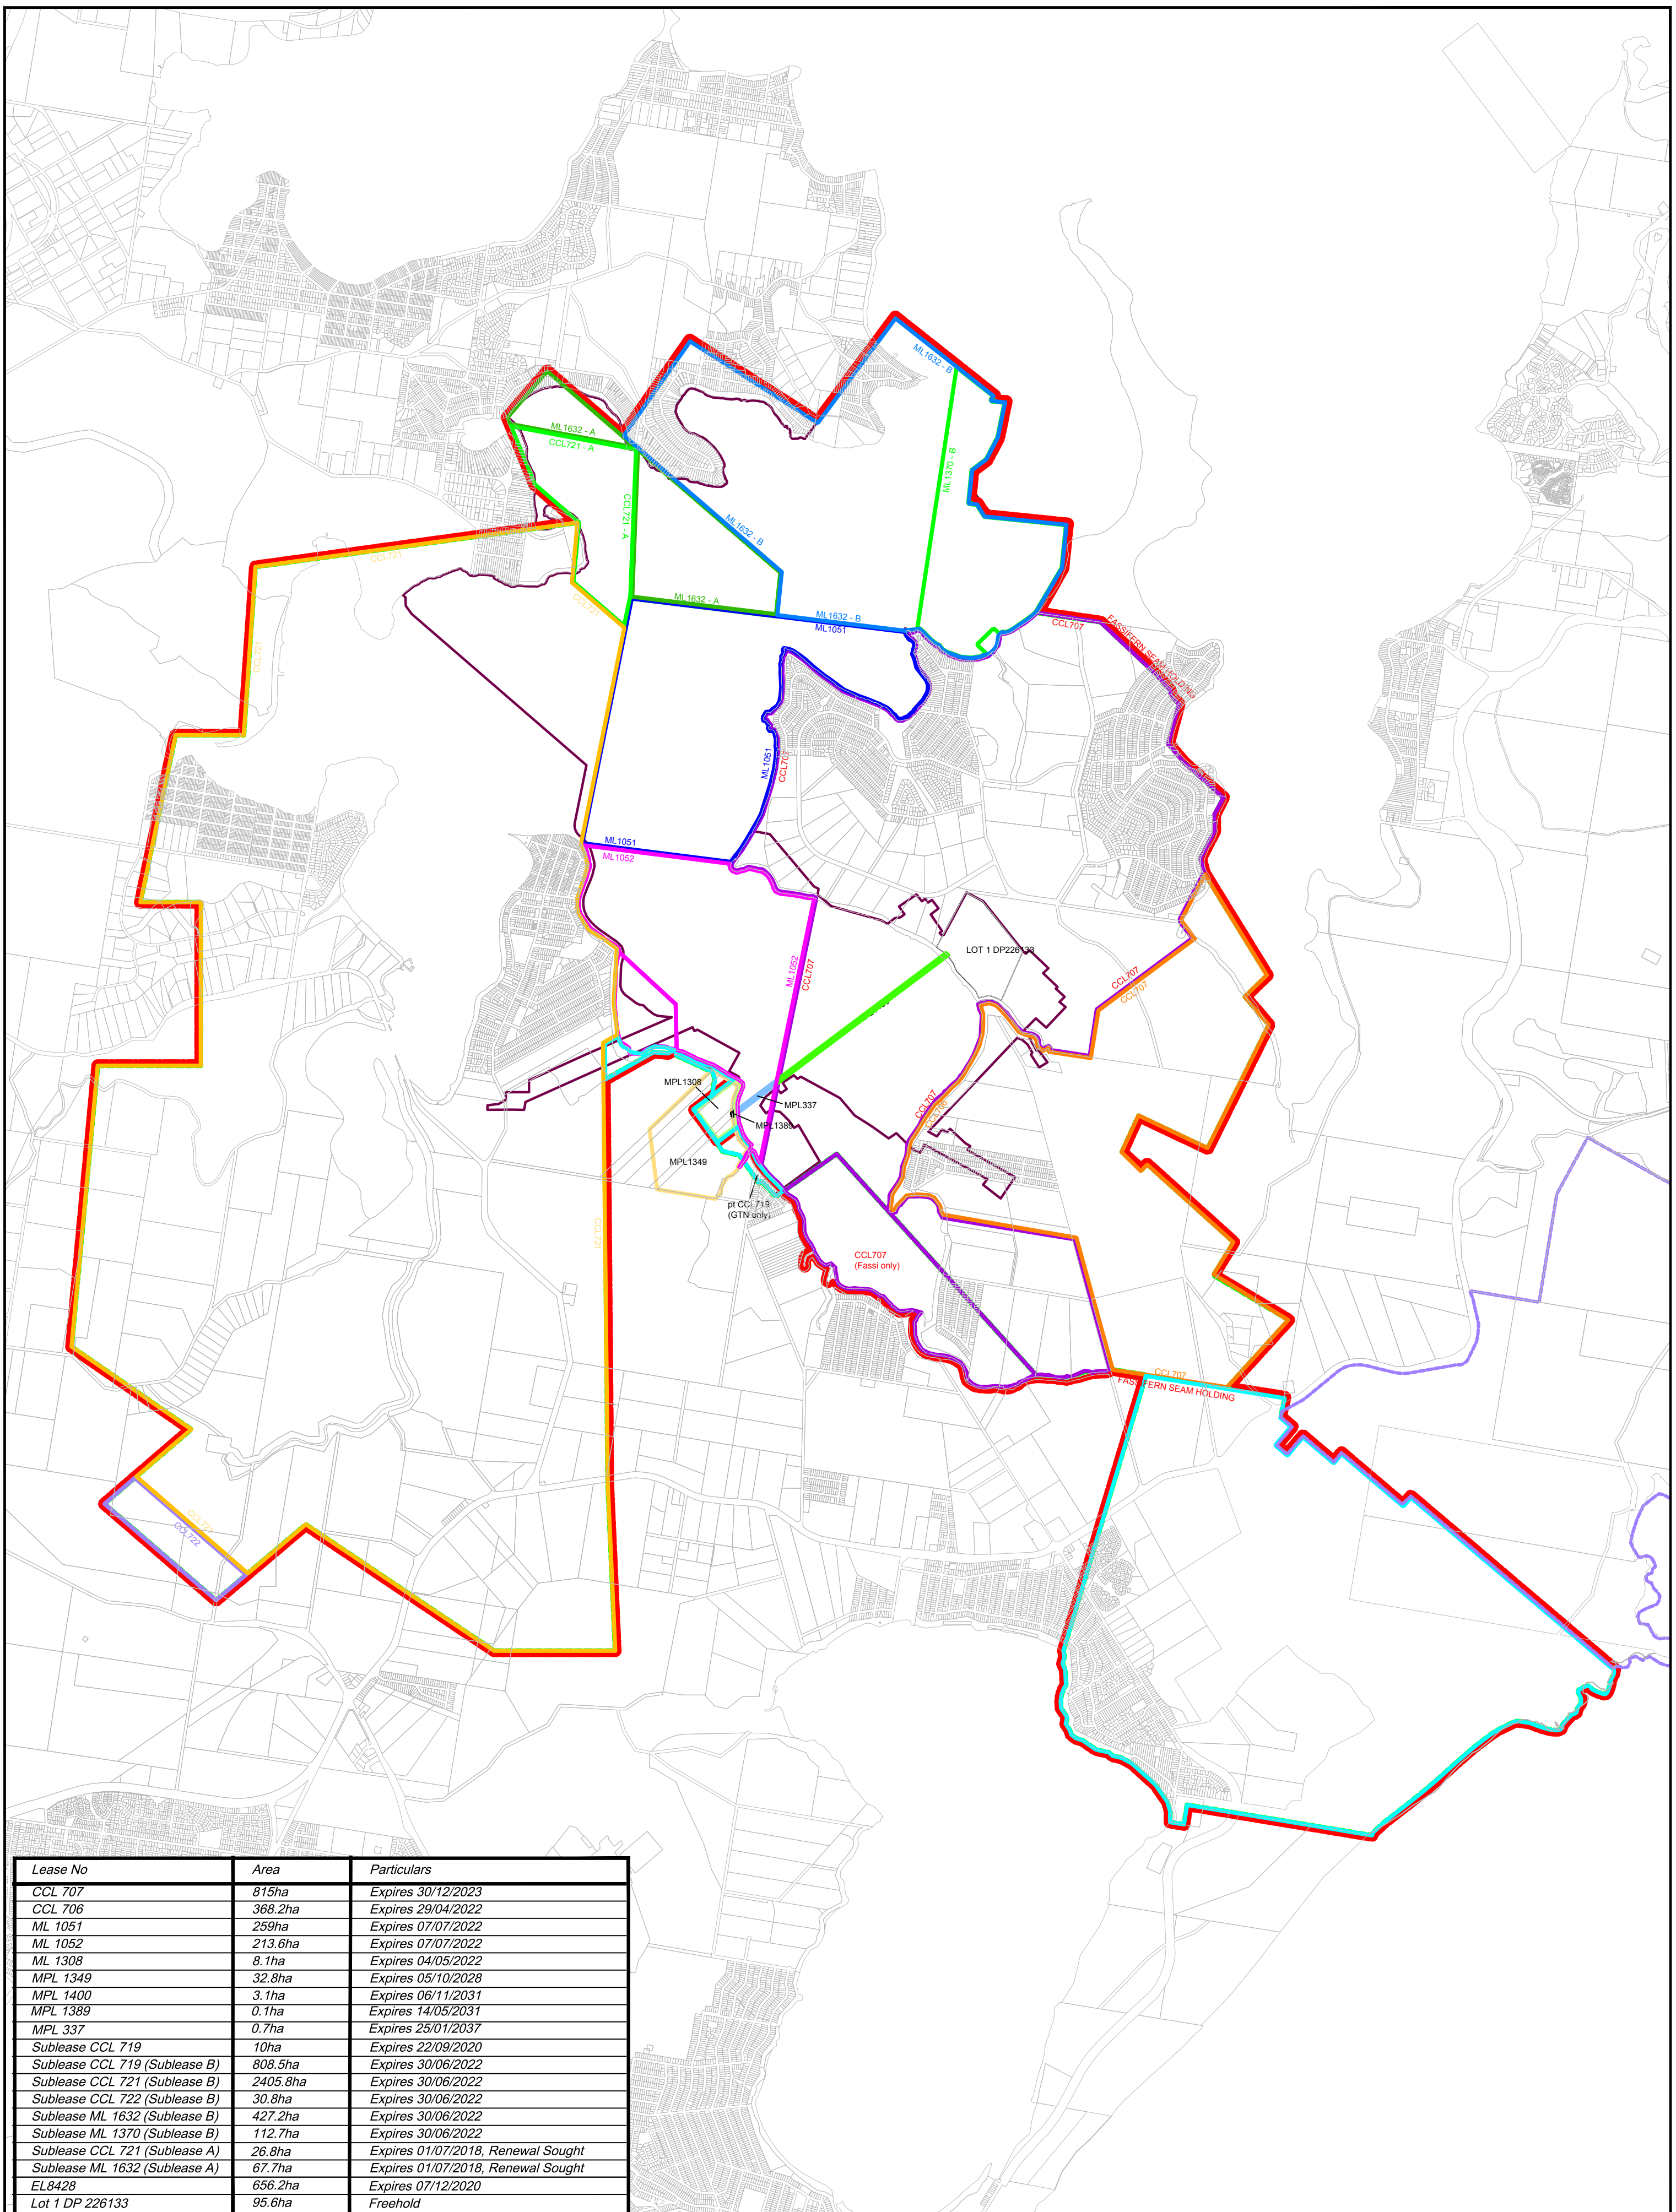 ML1632 - B
ML1632 - A
CCL721 - A
ML1370 - B
CCL721 - A
ML1632 - B
CCL721
CCL721
ML1632 - A
ML1632 - B
ML1051
CCL707
FASSIFERN SEAM HOLDING
CCL721
ML1051
CCL707
ML1051
ML1052
LOT 1 DP226133
ML1052
CCL707
CCL707
CCL707
MPL1308
MPL337
MPL1389
CCL707
CCL706
MPL1349
pt CCL719
(GTN only)
CCL721
CCL707
(Fassi only)
CCL707
FASSIFERN SEAM HOLDING
CCL722
Lease No Area Particulars
CCL 707 815ha Expires 30/12/2023
CCL 706 368.2ha Expires 29/04/2022
ML 1051 259ha Expires 07/07/2022
ML 1052 213.6ha Expires 07/07/2022
ML 1308 8.1ha Expires 04/05/2022
MPL 1349 32.8ha Expires 05/10/2028
MPL 1400 3.1ha Expires 06/11/2031
MPL 1389 0.1ha Expires 14/05/2031
MPL 337 0.7ha Expires 25/01/2037
Sublease CCL 719 10ha Expires 22/09/2020
Sublease CCL 719 (Sublease B) 808.5ha Expires 30/06/2022
Sublease CCL 721 (Sublease B) 2405.8ha Expires 30/06/2022
Sublease CCL 722 (Sublease B) 30.8ha Expires 30/06/2022
Sublease ML 1632 (Sublease B) 427.2ha Expires 30/06/2022
Sublease ML 1370 (Sublease B) 112.7ha Expires 30/06/2022
Sublease CCL 721 (Sublease A) 26.8ha Expires 01/07/2018, Renewal Sought
Sublease ML 1632 (Sublease A) 67.7ha Expires 01/07/2018, Renewal Sought
EL8428 656.2ha Expires 07/12/2020
Lot 1 DP 226133 95.6ha Freehold